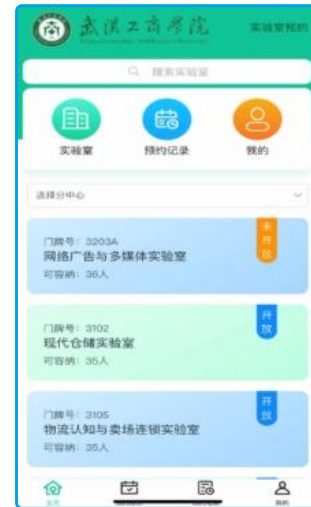 武汉工商学院
实验室预约
搜索实验室
实验室
预约记录
我的
选择分中心
未开放
门牌号：3203A
网络广告与多媒体实验室
可容纳：36人
开放
门牌号：3102
现代仓储实验室
可容纳：35人
开放
门牌号：3105
物流认知与卖场连锁实验室
可容纳：35人
主页
我的